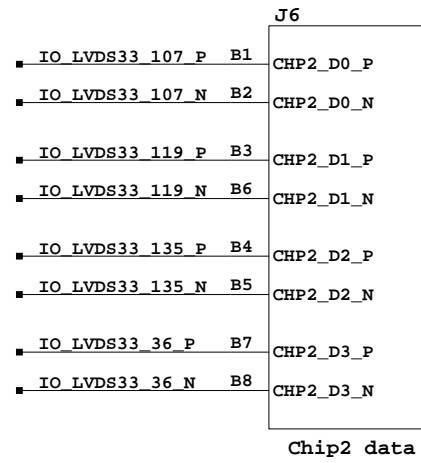 J6
IO_LVDS33_107_P B1 CHP2_D0_P
IO_LVDS33_107_N B2 CHP2_D0_N
IO_LVDS33_119_P B3 CHP2_D1_P
IO_LVDS33_119_N B6 CHP2_D1_N
IO_LVDS33_135_P B4 CHP2_D2_P
IO_LVDS33_135_N B5 CHP2_D2_N
IO_LVDS33_36_P B7 CHP2_D3_P
IO_LVDS33_36_N B8 CHP2_D3_N
Chip2 data